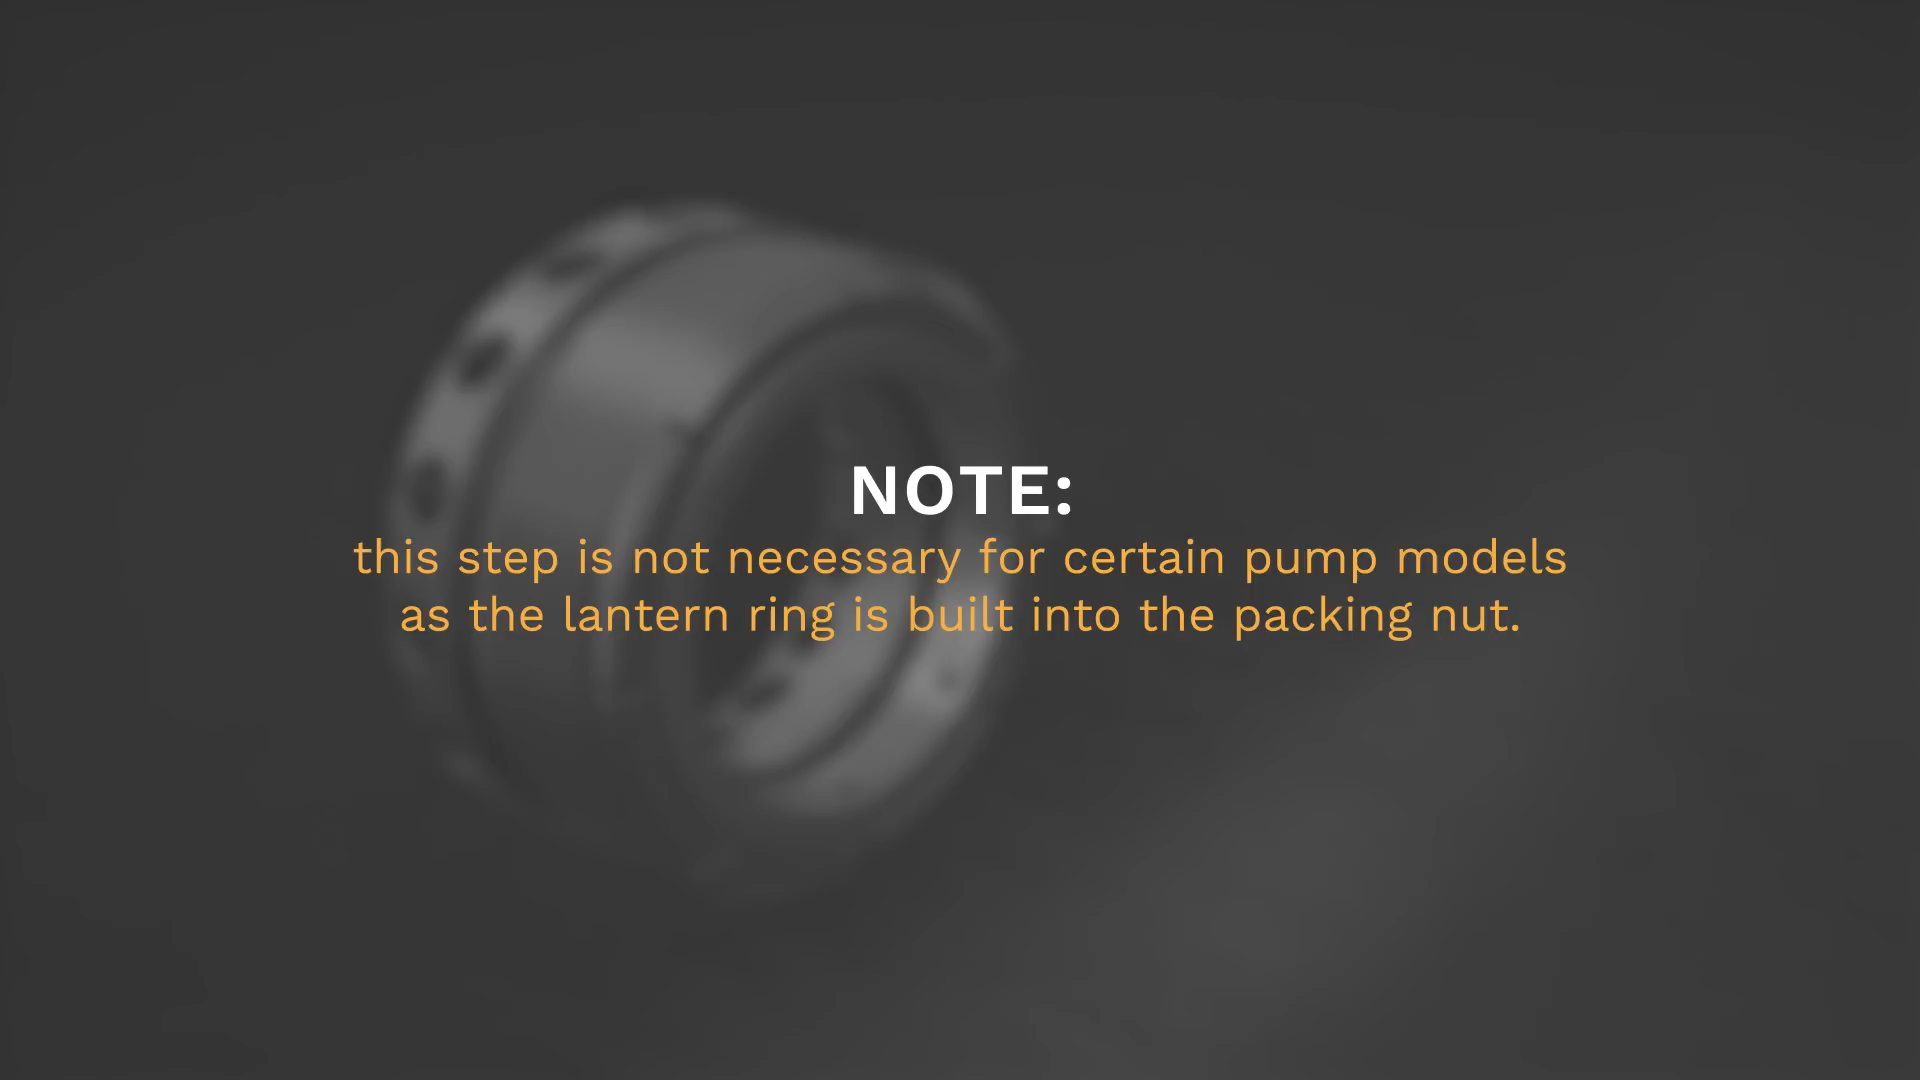 NOTE:
this step is not necessary for certain pump models
as the lantern ring is built into the packing nut.